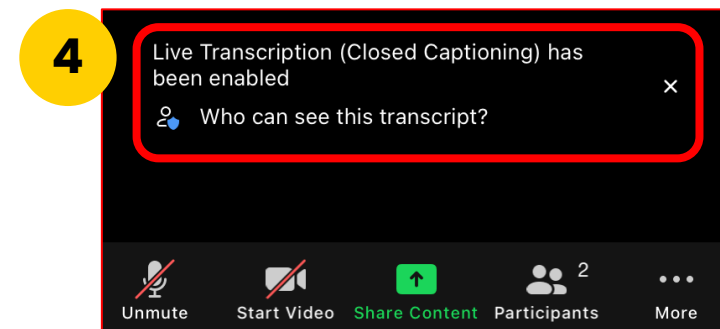 4
Live Transcription (Closed Captioning) has
been enabled
Who can see this transcript?
2
Unmute Start Video Share Content Participants More